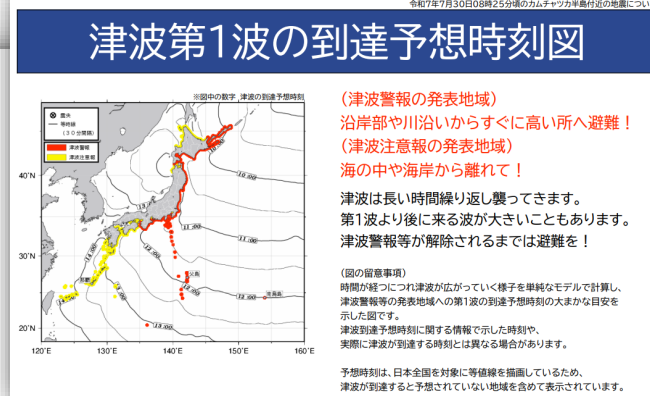 令和7年7月30日08時25分頃のカムチャツカ半島付近の地震につい
津波第1波の到達予想時刻図
※図中の数字 津波の到達予想時刻
震央
等時線
(30分間隔)
津波警報
津波注意報
(津波警報の発表地域)
沿岸部や川沿いからすぐに高い所へ避難!
(津波注意報の発表地域)
海の中や海岸から離れて!
津波は長い時間繰り返し襲ってきます。
第1波より後に来る波が大きいこともあります。
津波警報等が解除されるまでは避難を!
(図の留意事項)
時間が経つにつれ津波が広がっていく様子を単純なモデルで計算し、
津波警報等の発表地域への第1波の到達予想時刻の大まかな目安を
示した図です。
津波到達予想時刻に関する情報で示した時刻や、
実際に津波が到達する時刻とは異なる場合があります。
予想時刻は、日本全国を対象に等値線を描画しているため、
津波が到達すると予想されていない地域を含めて表示されています。
40°N
30°N
20°N
10:00
10:30
11:00
11:30
12:00
13:00
父島
南鳥島
120°E
130°E
140°E
150°E
160°E